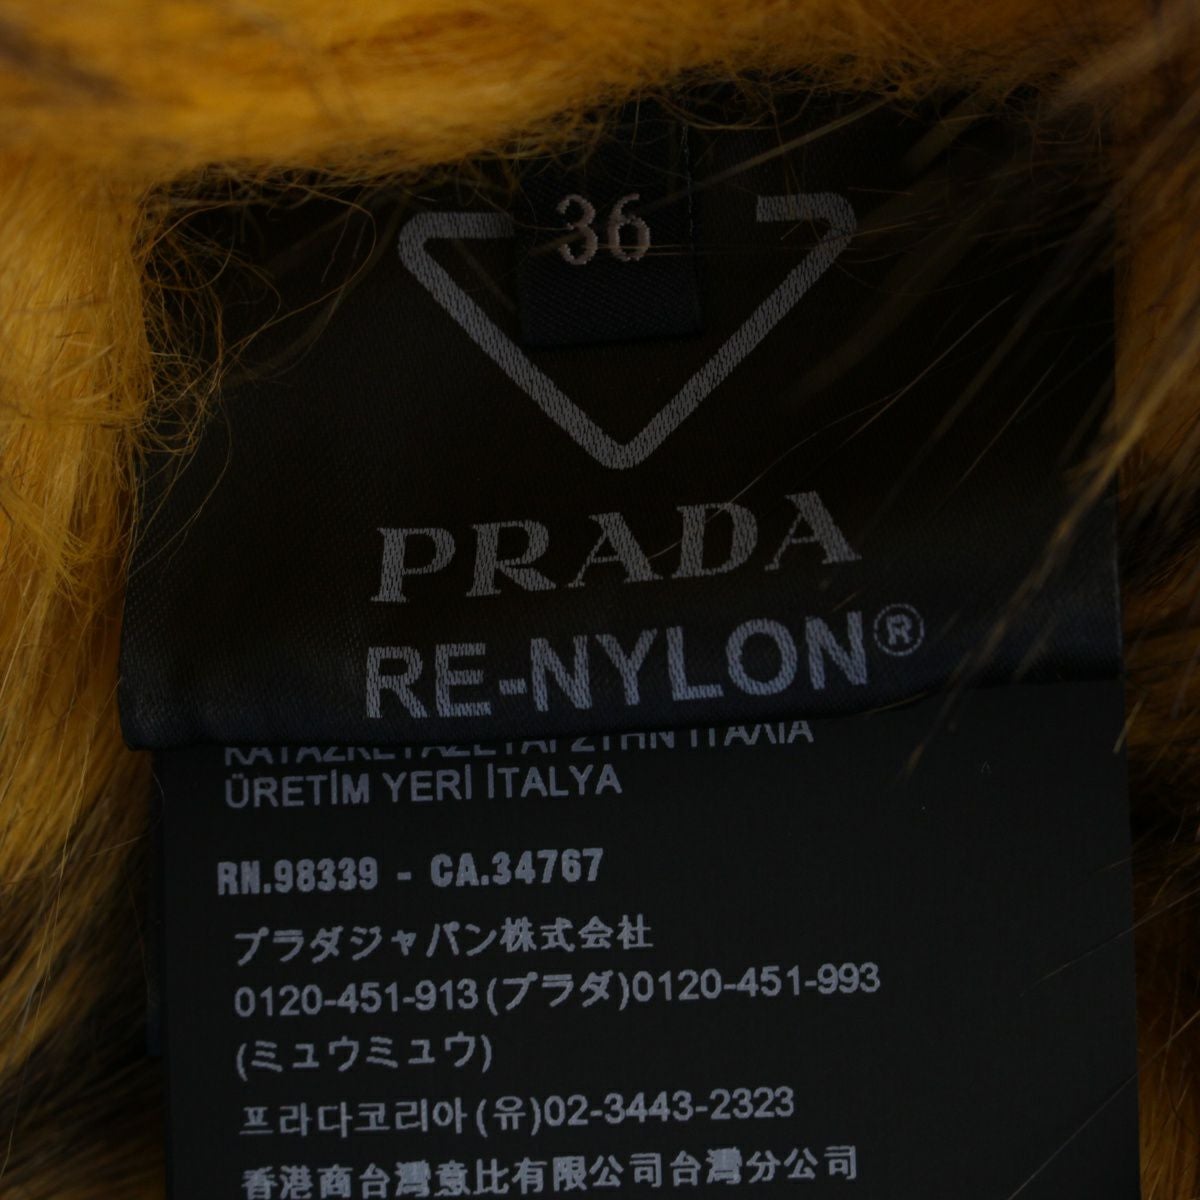 36
PRADA
RE-NYLON®
ÜRETİM YERİ İTALYA
RN.98339 - CA.34767
プラダジャパン株式会社
0120-451-913(プラダ)0120-451-993
(ミュウミュウ)
프라다코리아(유)02-3443-2323
香港商台灣意比有限公司台灣分公司